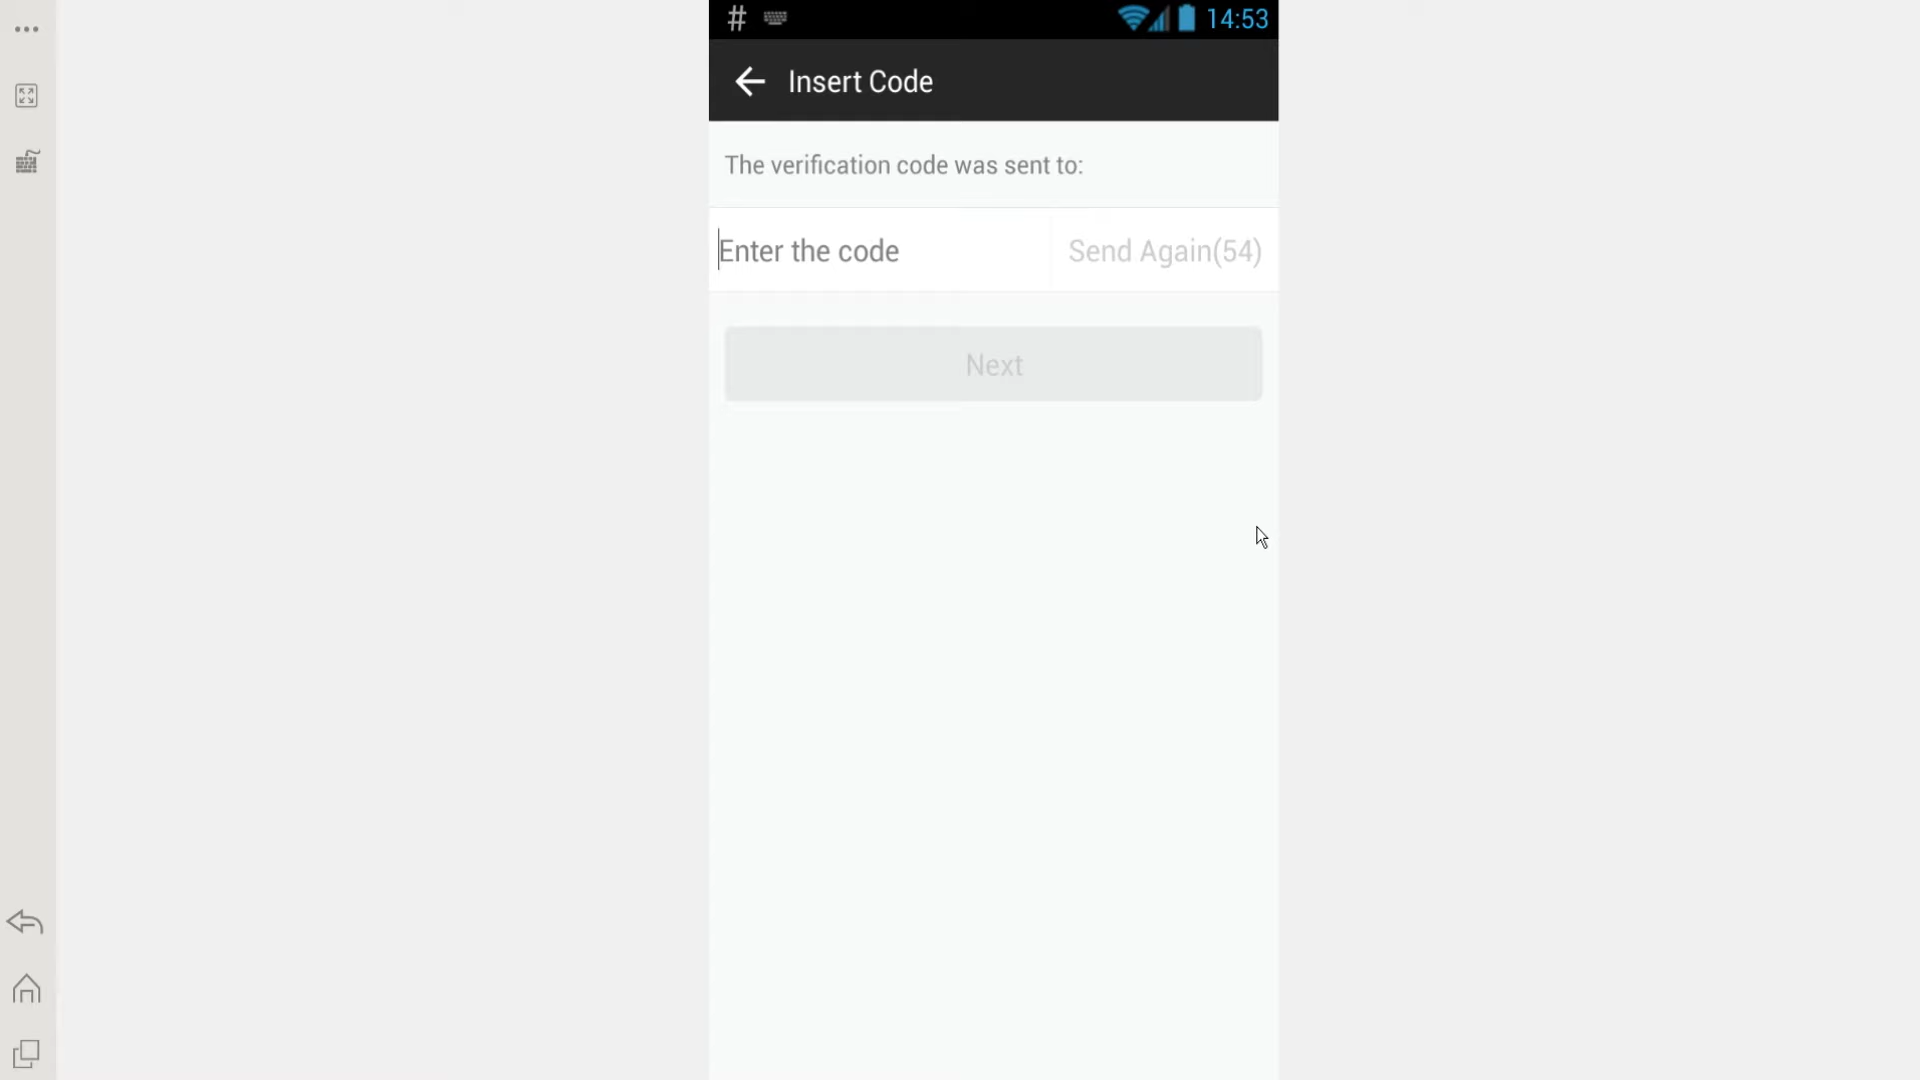 # 14:53
Insert Code
The verification code was sent to:
Enter the code Send Again(54)
Next